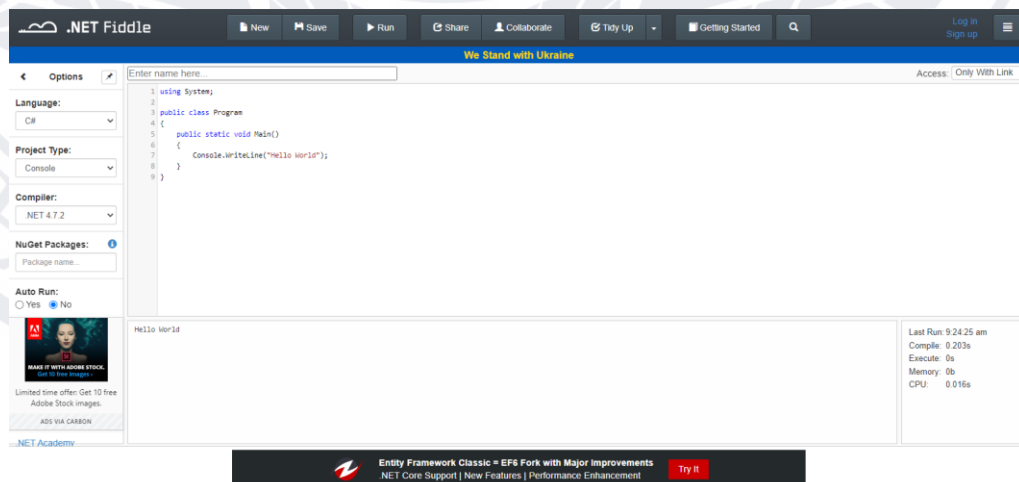 .NET Fiddle
New Save Run Share Collaborate Tidy Up Getting Started
Log in
Sign up
We Stand with Ukraine
Options
Enter name here...
Access: Only With Link
Language:
C#
Project Type:
Console
Compiler:
.NET 4.7.2
NuGet Packages:
Package name...
Auto Run:
Yes No
1 using System;
2
3 public class Program
4 {
5 public static void Main()
6 {
7 Console.WriteLine("Hello World");
8 }
9 }
Hello World
Last Run: 9:24:25 am
Compile: 0.203s
Execute: 0s
Memory: 0b
CPU: 0.016s
Adobe
MAKE IT WITH ADOBE STOCK.
Get 10 free images ›
Limited time offer: Get 10 free
Adobe Stock images.
ADS VIA CARBON
.NET Academy
Entity Framework Classic = EF6 Fork with Major Improvements
.NET Core Support | New Features | Performance Enhancement
Try It